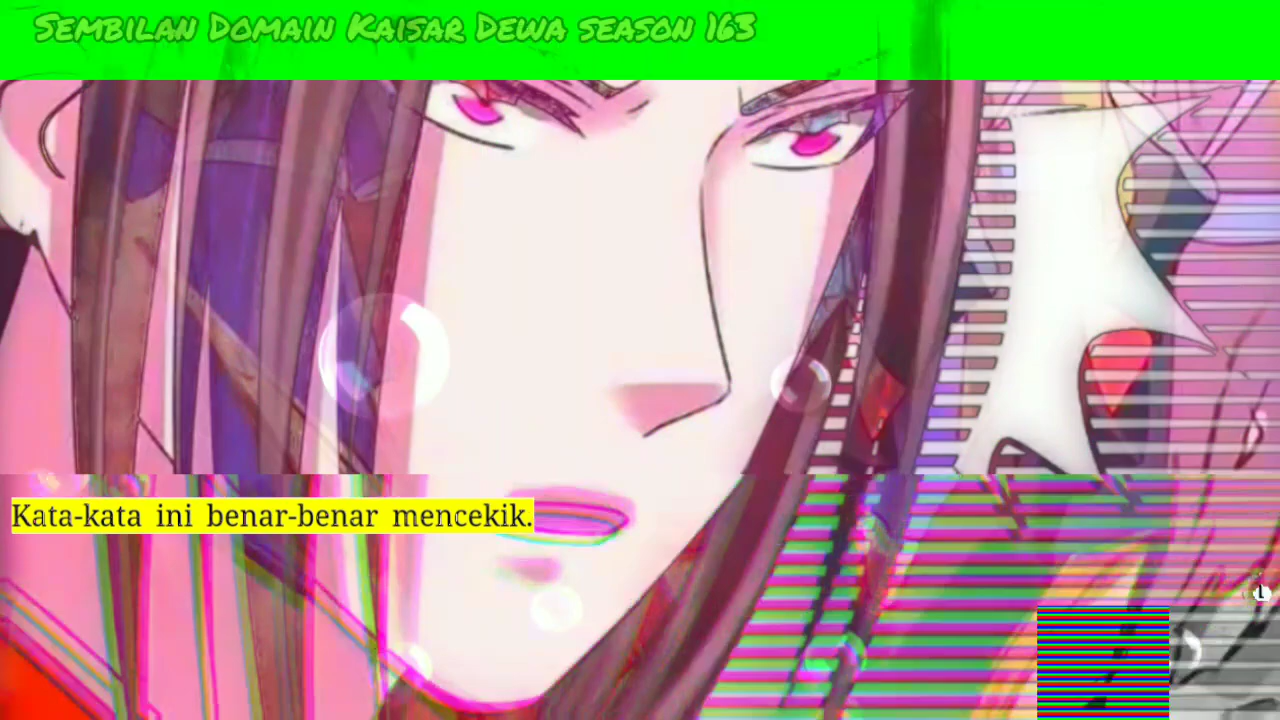 Sembilan Domain Kaisar Dewa season 163
Kata-kata ini benar-benar mencekik.
L